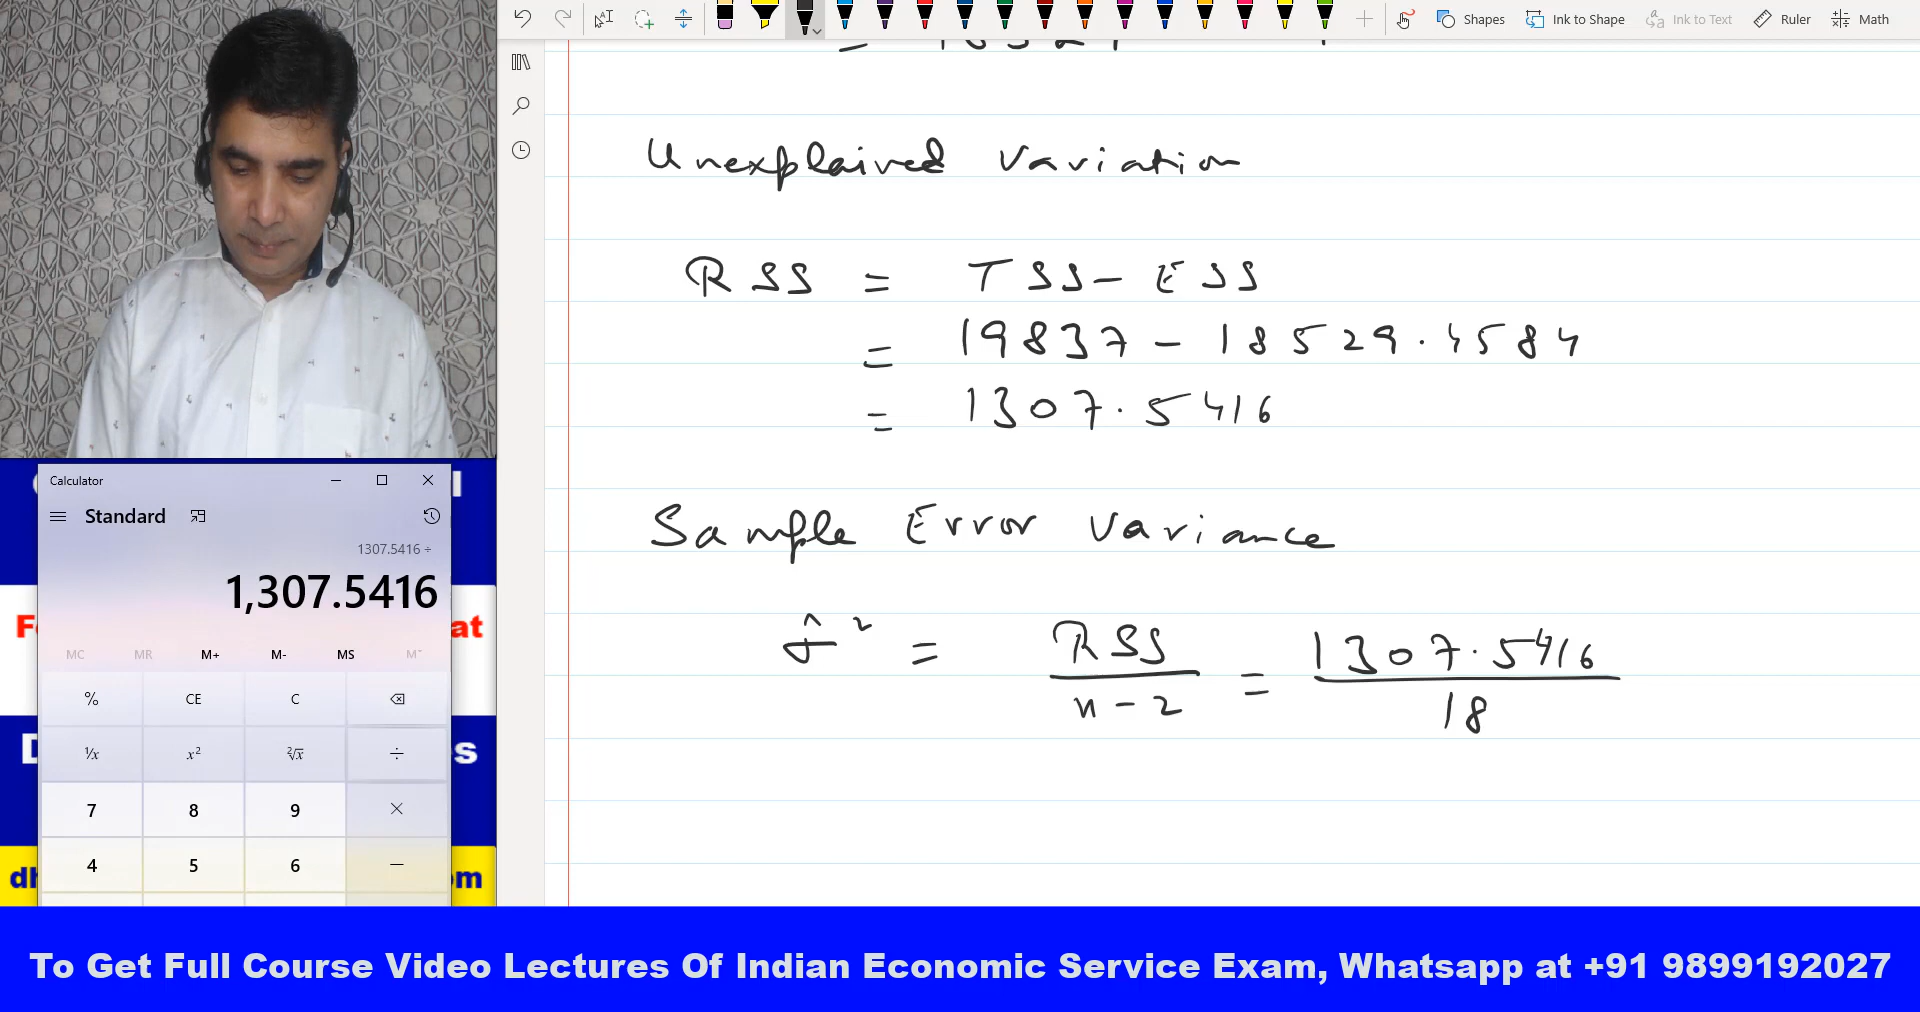 Shapes
Ink to Shape
Ink to Text
Ruler
Math
Unexplained Variation
RSS = TSS - ESS
= 19837 - 18529.4584
= 1307.5416
Sample Error Variance
σ̂² = RSS / n - 2 = 1307.5416 / 18
Calculator
Standard
1307.5416 ÷
1,307.5416
MC MR M+ M- MS M˅
% CE C
⅟x x² ²√x ÷
7 8 9 ×
4 5 6 −
at
s
dh
om
To Get Full Course Video Lectures Of Indian Economic Service Exam, Whatsapp at +91 9899192027